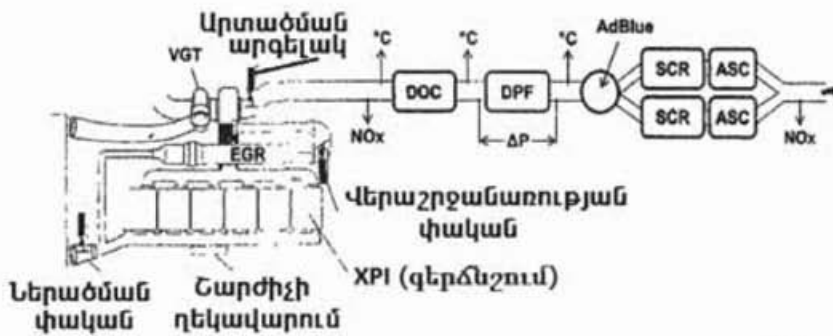 Արտածման
արգելակ
VGT
°C
°C
°C
AdBlue
DOC
DPF
SCR
ASC
SCR
ASC
NOx
ΔP
NOx
EGR
Վերաշրջանառության
փական
XPI (գերճնշում)
Ներածման
փական
Շարժիչի
ղեկավարում